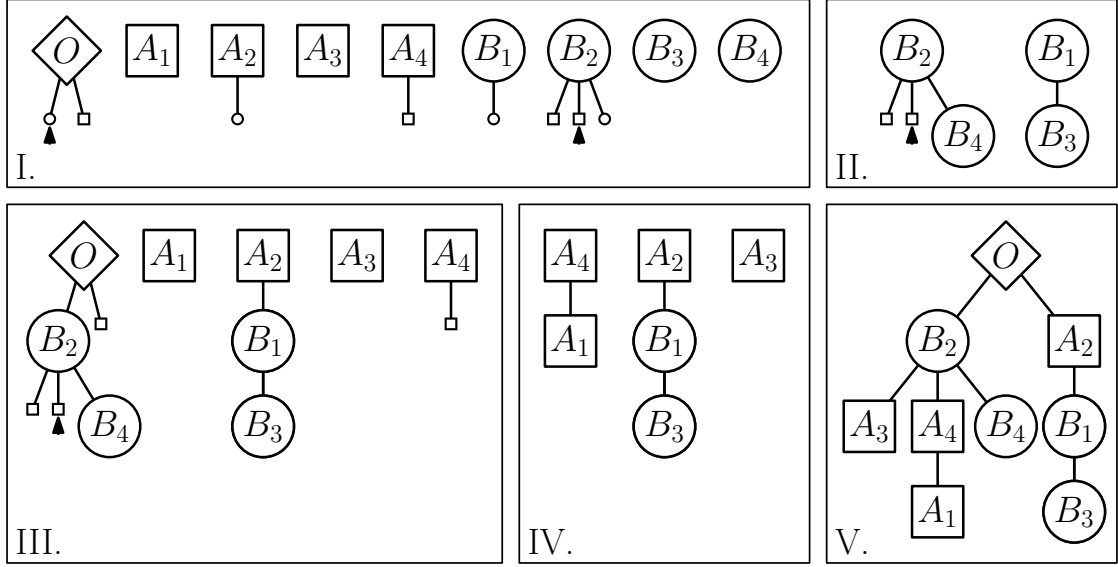 O A₁ A₂ A₃ A₄ B₁ B₂ B₃ B₄
I.
B₂ B₁
B₄ B₃
II.
O A₁ A₂ A₃ A₄
B₂ B₁
B₄ B₃
III.
A₄ A₂ A₃
A₁ B₁
B₃
IV.
O
B₂ A₂
A₃ A₄ B₄ B₁
A₁ B₃
V.